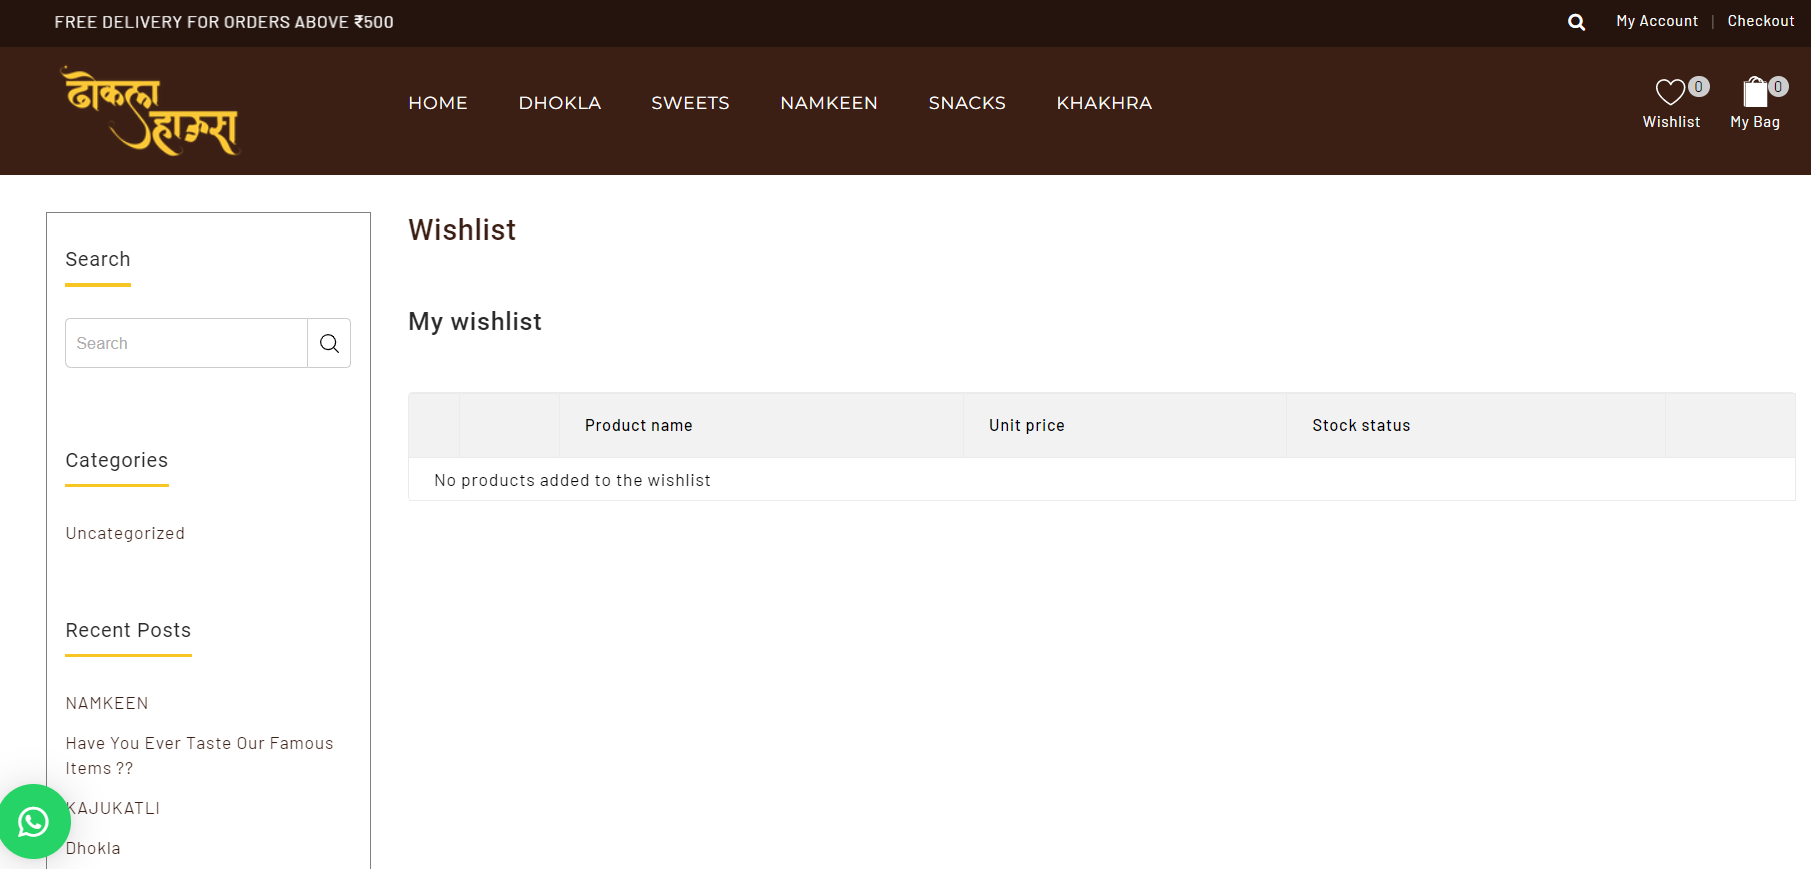 FREE DELIVERY FOR ORDERS ABOVE ₹500
My Account | Checkout
ढोकला
हाऊस
HOME DHOKLA SWEETS NAMKEEN SNACKS KHAKHRA
0
Wishlist
0
My Bag
Search
Search
Categories
Uncategorized
Recent Posts
NAMKEEN
Have You Ever Taste Our Famous
Items ??
KAJUKATLI
Dhokla
Wishlist
My wishlist
Product name Unit price Stock status
No products added to the wishlist